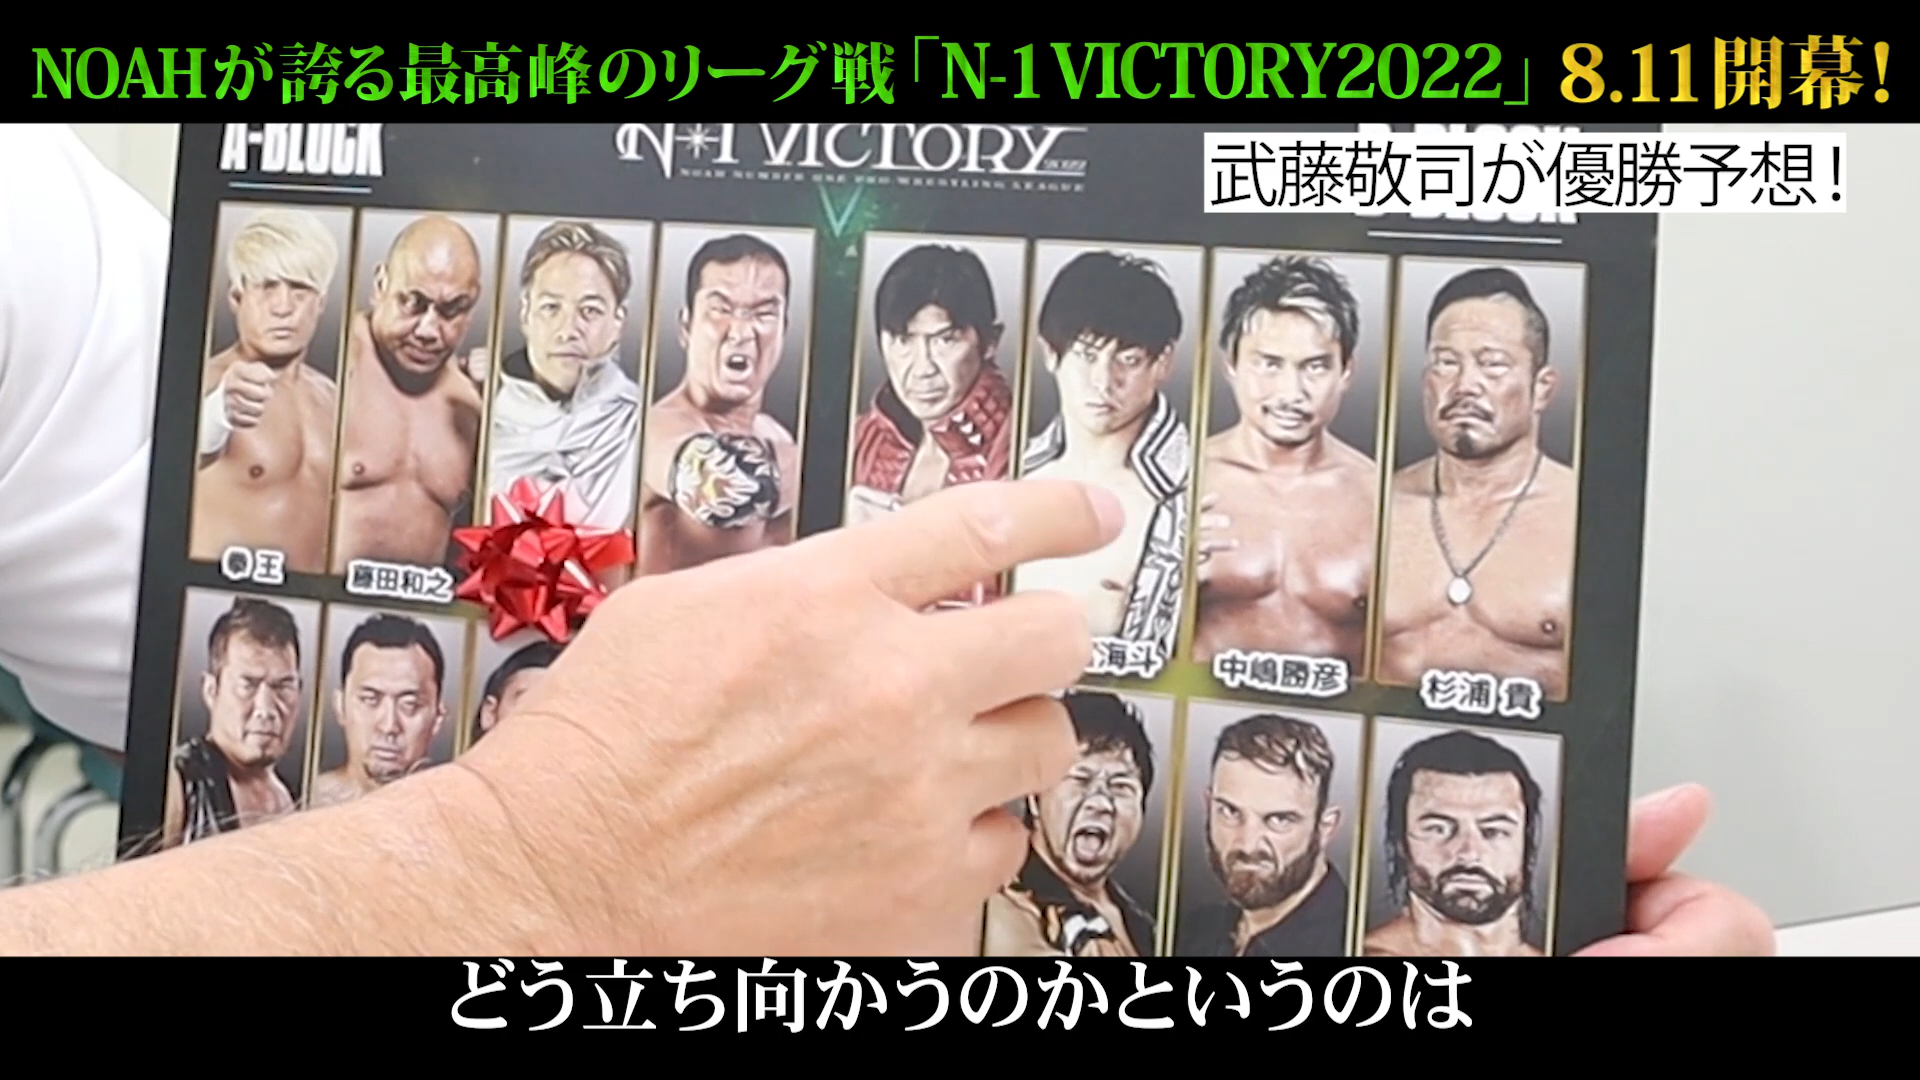 NOAHが誇る最高峰のリーグ戦「N-1 VICTORY2022」 8.11開幕!
武藤敬司が優勝予想!
A-BLOCK
N-1 VICTORY 2022
NOAH NUMBER ONE PRO-WRESTLING LEAGUE
B-BLOCK
拳王
藤田和之
海斗
中嶋勝彦
杉浦貴
どう立ち向かうのかというのは